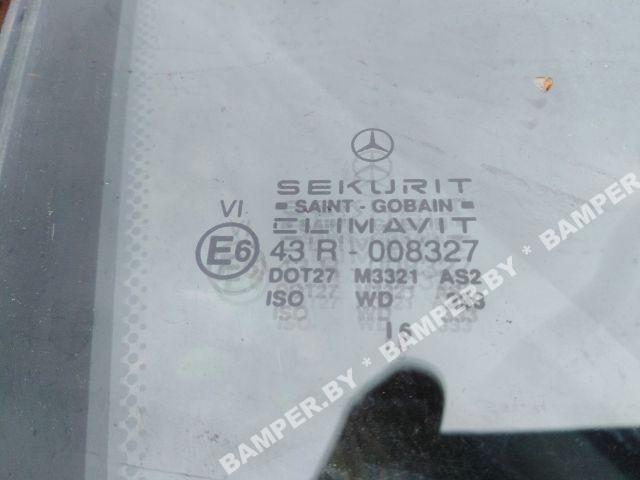 SEKURIT
SAINT - GOBAIN
CLIMAVIT
VI
E6 43 R - 008327
DOT27 M3321 AS2
ISO WD
16
BAMPER.BY * BAMPER.BY * BAMPER.BY